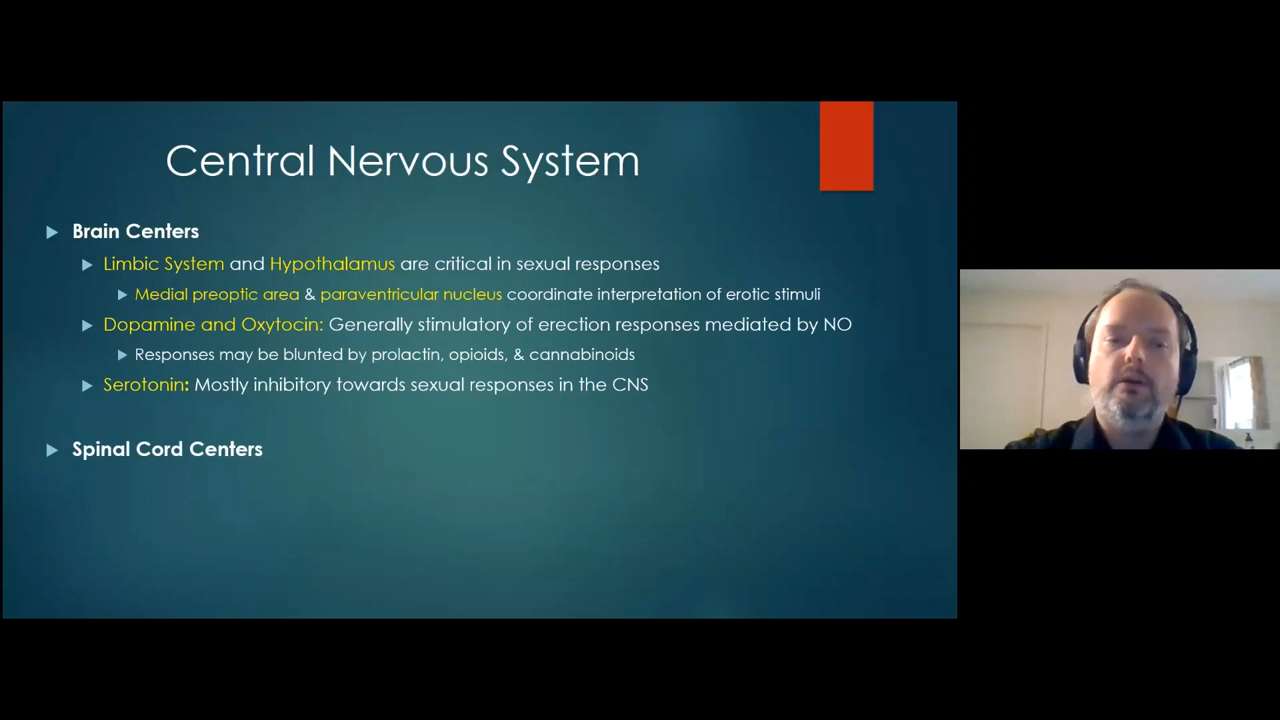 Central Nervous System
Brain Centers
Limbic System and Hypothalamus are critical in sexual responses
Medial preoptic area & paraventricular nucleus coordinate interpretation of erotic stimuli
Dopamine and Oxytocin: Generally stimulatory of erection responses mediated by NO
Responses may be blunted by prolactin, opioids, & cannabinoids
Serotonin: Mostly inhibitory towards sexual responses in the CNS
Spinal Cord Centers